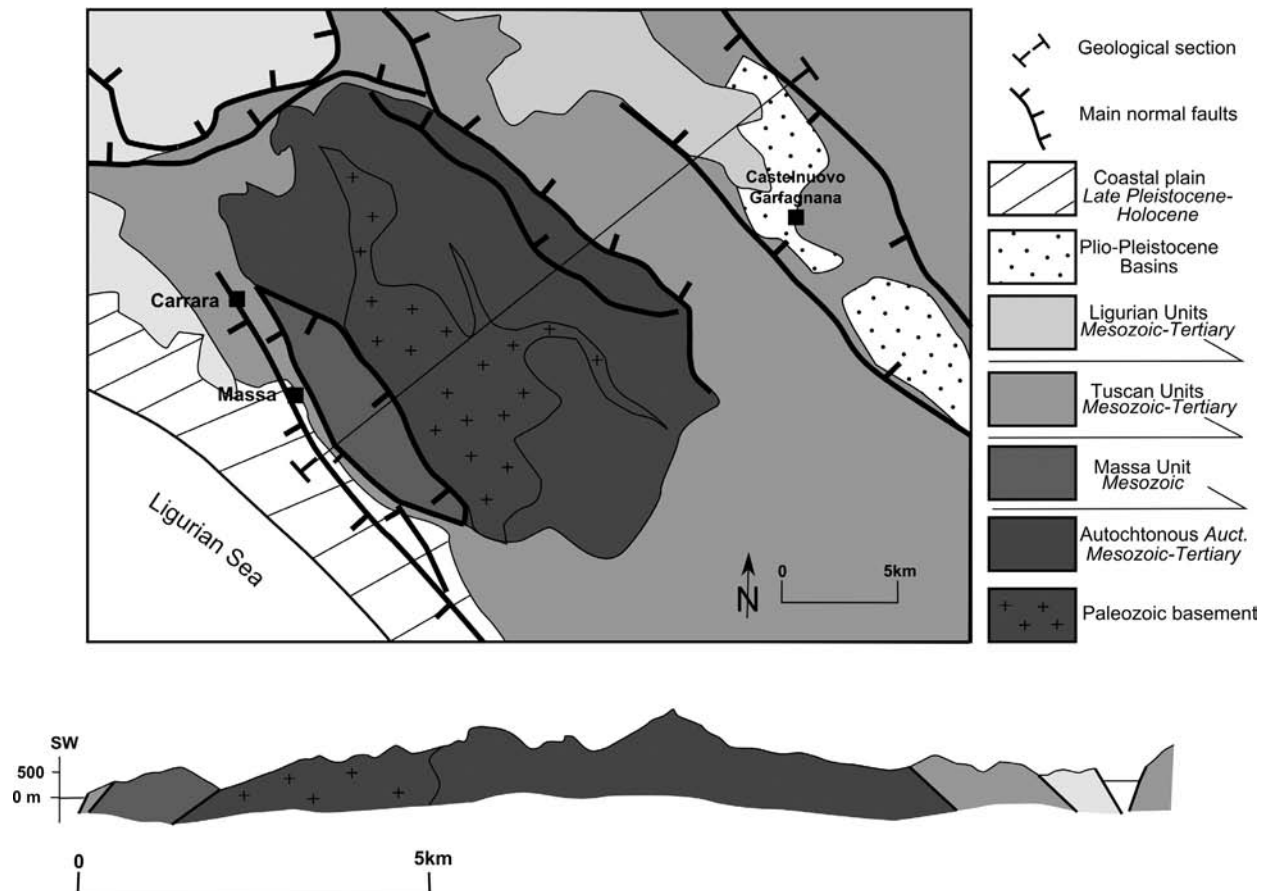 Castelnuovo
Garfagnana
Carrara
Massa
Ligurian Sea
N
0 5km
Geological section
Main normal faults
Coastal plain
Late Pleistocene-
Holocene
Plio-Pleistocene
Basins
Ligurian Units
Mesozoic-Tertiary
Tuscan Units
Mesozoic-Tertiary
Massa Unit
Mesozoic
Autochtonous Auct.
Mesozoic-Tertiary
Paleozoic basement
SW
500
0 m
0 5km